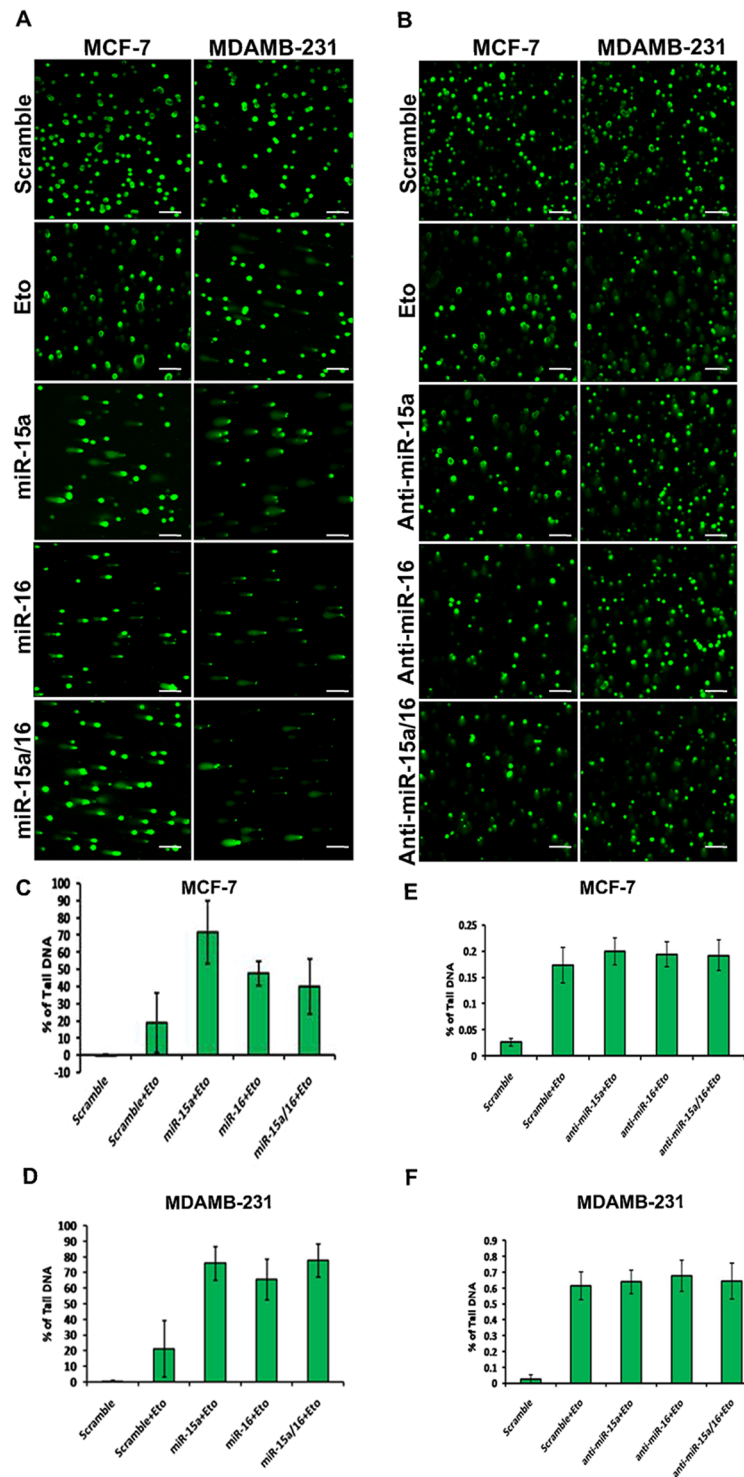 A
MCF-7 MDAMB-231
Scramble
Eto
miR-15a
miR-16
miR-15a/16
B
MCF-7 MDAMB-231
Scramble
Eto
Anti-miR-15a
Anti-miR-16
Anti-miR-15a/16
C
MCF-7
% of Tail DNA
100
90
80
70
60
50
40
30
20
10
0
-10
Scramble
Scramble+Eto
miR-15a+Eto
miR-16+Eto
miR-15a/16+Eto
D
MDAMB-231
% of Tail DNA
100
90
80
70
60
50
40
30
20
10
0
Scramble
Scramble+Eto
miR-15a+Eto
miR-16+Eto
miR-15a/16+Eto
E
MCF-7
% of Tail DNA
0.25
0.2
0.15
0.1
0.05
0
Scramble
Scramble+Eto
anti-miR-15a+Eto
anti-miR-16+Eto
anti-miR-15a/16+Eto
F
MDAMB-231
% of Tail DNA
0.9
0.8
0.7
0.6
0.5
0.4
0.3
0.2
0.1
0
Scramble
Scramble+Eto
anti-miR-15a+Eto
anti-miR-16+Eto
anti-miR-15a/16+Eto